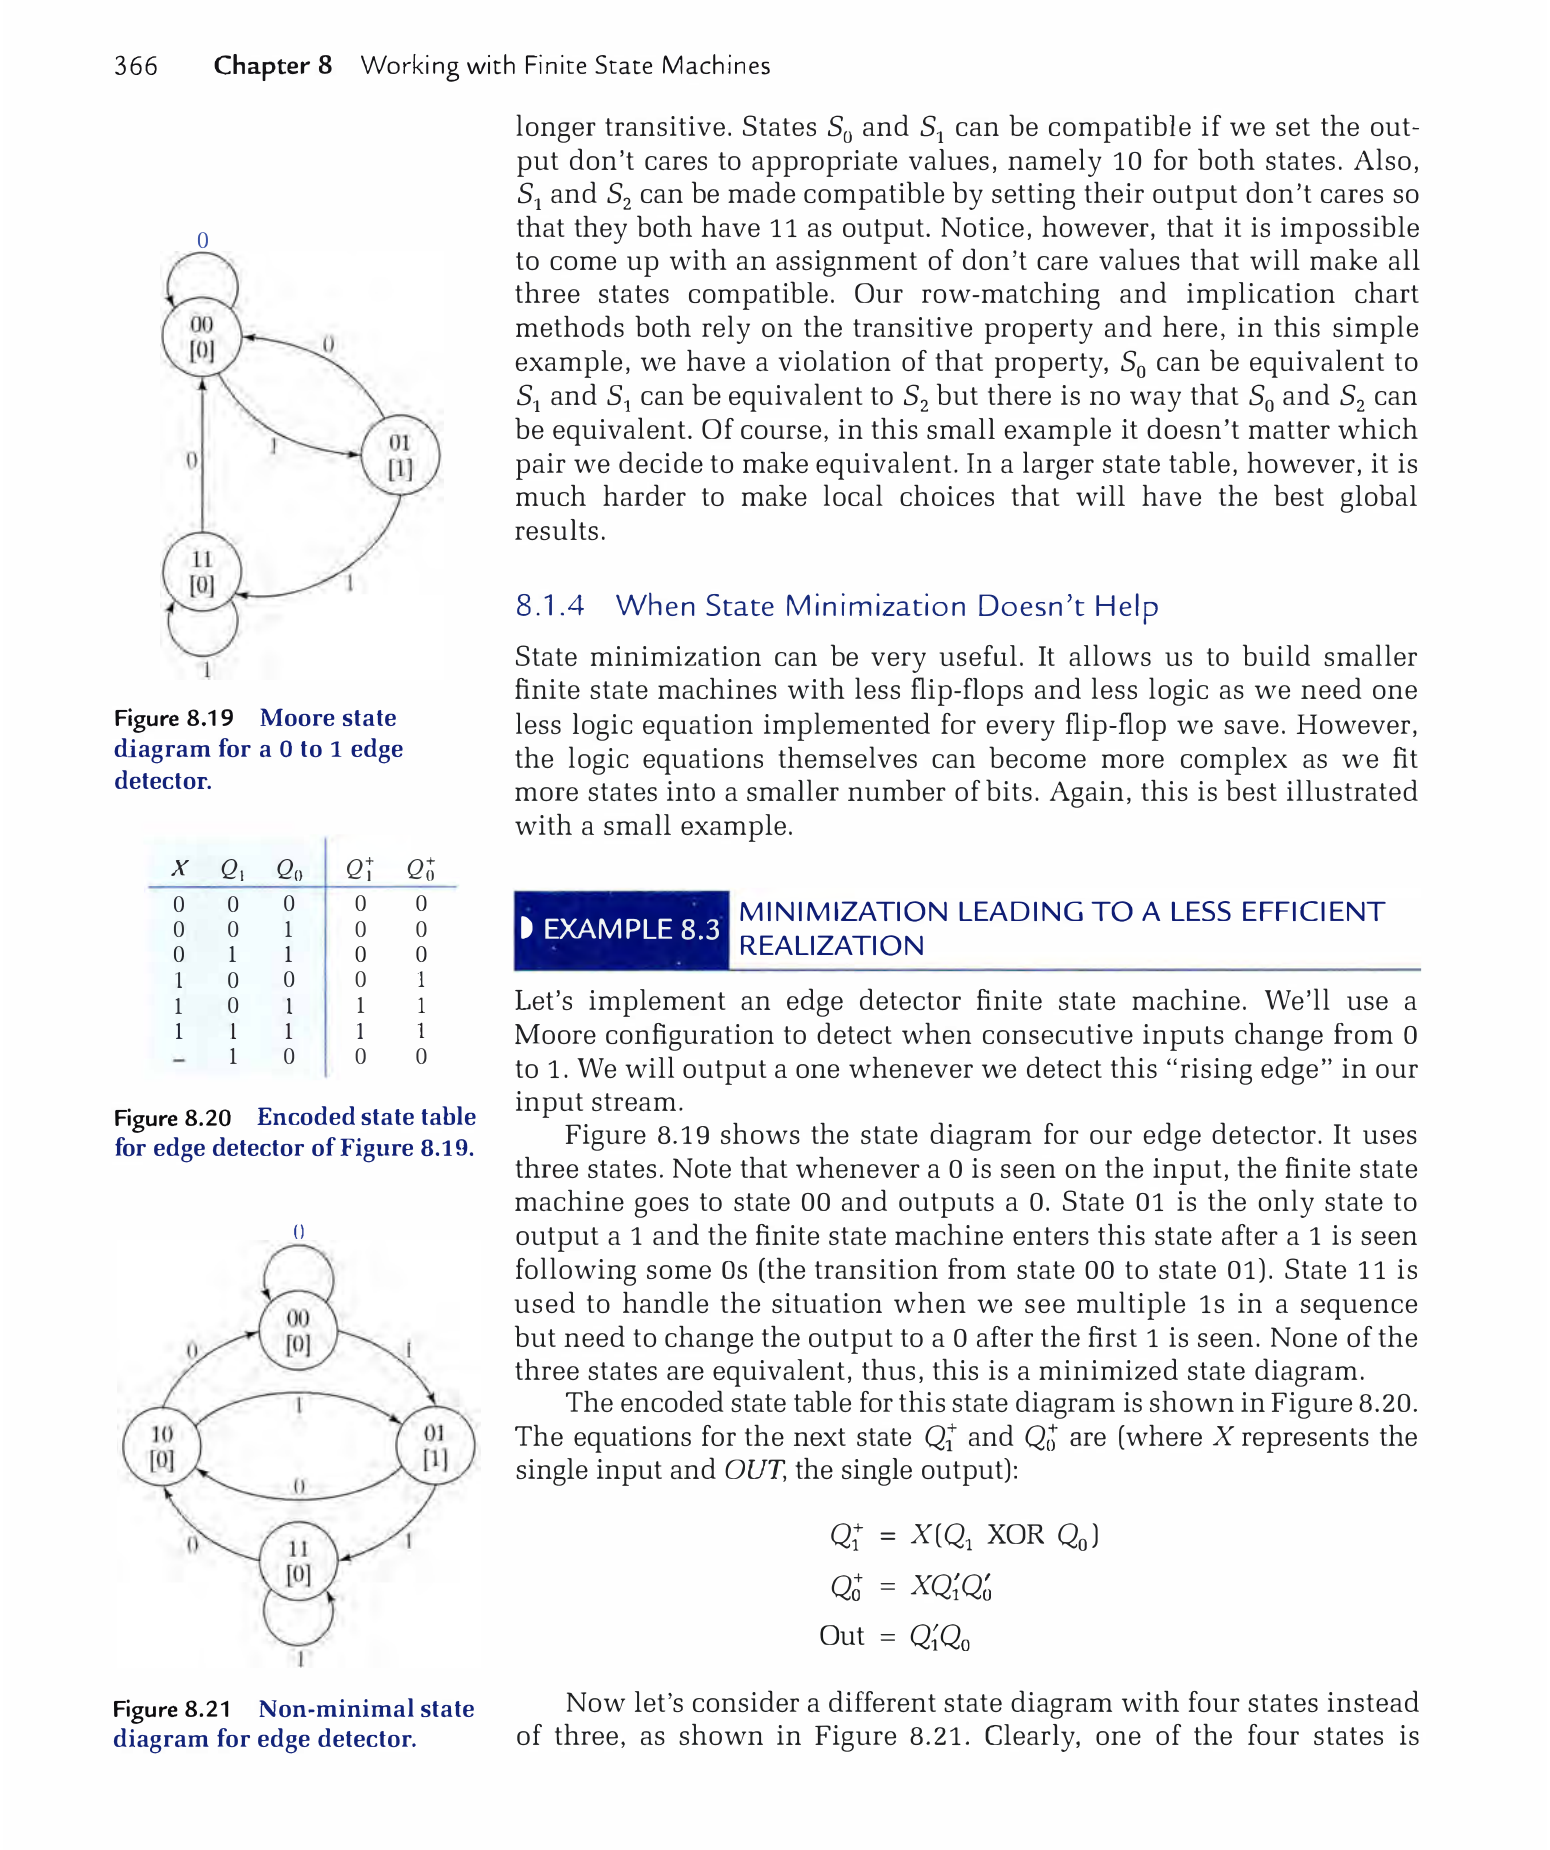 366 Chapter 8 Working with Finite State Machines
longer transitive. States S₀ and S₁ can be compatible if we set the out-
put don't cares to appropriate values, namely 10 for both states. Also,
S₁ and S₂ can be made compatible by setting their output don't cares so
that they both have 11 as output. Notice, however, that it is impossible
to come up with an assignment of don't care values that will make all
three states compatible. Our row-matching and implication chart
methods both rely on the transitive property and here, in this simple
example, we have a violation of that property, S₀ can be equivalent to
S₁ and S₁ can be equivalent to S₂ but there is no way that S₀ and S₂ can
be equivalent. Of course, in this small example it doesn't matter which
pair we decide to make equivalent. In a larger state table, however, it is
much harder to make local choices that will have the best global
results.
8.1.4 When State Minimization Doesn't Help
State minimization can be very useful. It allows us to build smaller
finite state machines with less flip-flops and less logic as we need one
less logic equation implemented for every flip-flop we save. However,
the logic equations themselves can become more complex as we fit
more states into a smaller number of bits. Again, this is best illustrated
with a small example.
EXAMPLE 8.3 MINIMIZATION LEADING TO A LESS EFFICIENT
REALIZATION
Let's implement an edge detector finite state machine. We'll use a
Moore configuration to detect when consecutive inputs change from 0
to 1. We will output a one whenever we detect this "rising edge" in our
input stream.
Figure 8.19 shows the state diagram for our edge detector. It uses
three states. Note that whenever a 0 is seen on the input, the finite state
machine goes to state 00 and outputs a 0. State 01 is the only state to
output a 1 and the finite state machine enters this state after a 1 is seen
following some 0s (the transition from state 00 to state 01). State 11 is
used to handle the situation when we see multiple 1s in a sequence
but need to change the output to a 0 after the first 1 is seen. None of the
three states are equivalent, thus, this is a minimized state diagram.
The encoded state table for this state diagram is shown in Figure 8.20.
The equations for the next state Q₁⁺ and Q₀⁺ are (where X represents the
single input and OUT, the single output):
Q₁⁺ = X(Q₁ XOR Q₀)
Q₀⁺ = XQ₁′Q₀′
Out = Q₁′Q₀
Now let's consider a different state diagram with four states instead
of three, as shown in Figure 8.21. Clearly, one of the four states is
0
00
[0]
0
1
01
[1]
0
11
[0]
1
1
Figure 8.19 Moore state
diagram for a 0 to 1 edge
detector.
X Q₁ Q₀ Q₁⁺ Q₀⁺
0 0 0 0 0
0 0 1 0 0
0 1 1 0 0
1 0 0 0 1
1 0 1 1 1
1 1 1 1 1
– 1 0 0 0
Figure 8.20 Encoded state table
for edge detector of Figure 8.19.
0
00
[0]
0
1
1
10
[0]
01
[1]
0
0
11
[0]
1
1
Figure 8.21 Non-minimal state
diagram for edge detector.